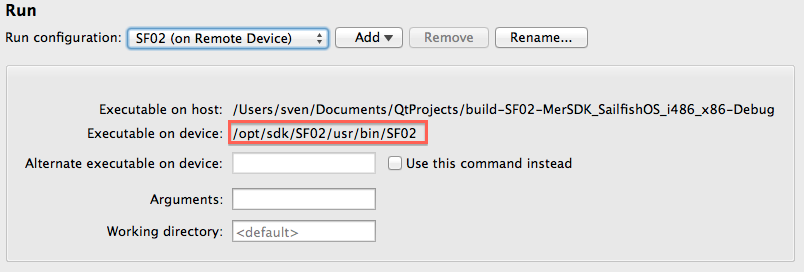 Run
Run configuration: SF02 (on Remote Device) Add Remove Rename...
Executable on host: /Users/sven/Documents/QtProjects/build-SF02-MerSDK_SailfishOS_i486_x86-Debug
Executable on device: /opt/sdk/SF02/usr/bin/SF02
Alternate executable on device: Use this command instead
Arguments:
Working directory: <default>